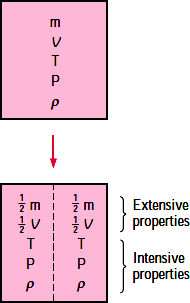 m
V
T
P
ρ
½ m ½ m
½ V ½ V
T T
P P
ρ ρ
Extensive
properties
Intensive
properties